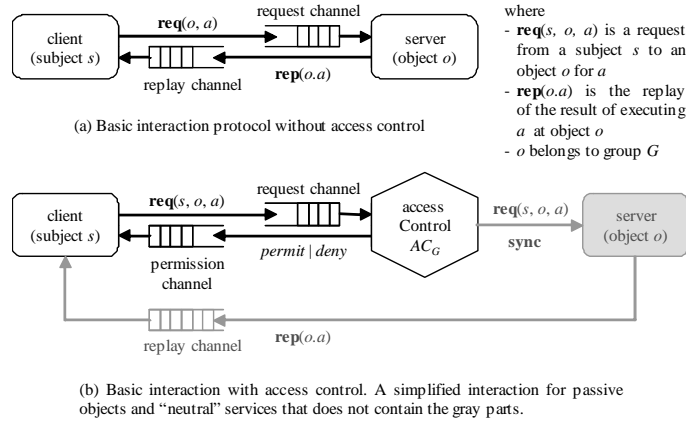 req(o, a)
request channel
client
(subject s)
server
(object o)
rep(o.a)
replay channel
(a) Basic interaction protocol without access control
where
- req(s, o, a) is a request
from a subject s to an
object o for a
- rep(o.a) is the replay
of the result of executing
a at object o
- o belongs to group G
request channel
req(s, o, a)
client
(subject s)
access
Control
ACG
req(s, o, a)
sync
server
(object o)
permit | deny
permission
channel
replay channel
rep(o.a)
(b) Basic interaction with access control. A simplified interaction for passive
objects and “neutral” services that does not contain the gray parts.